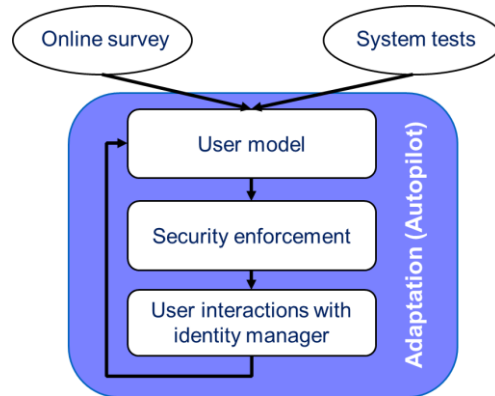 Online survey
System tests
User model
Security enforcement
User interactions with
identity manager
Adaptation (Autopilot)